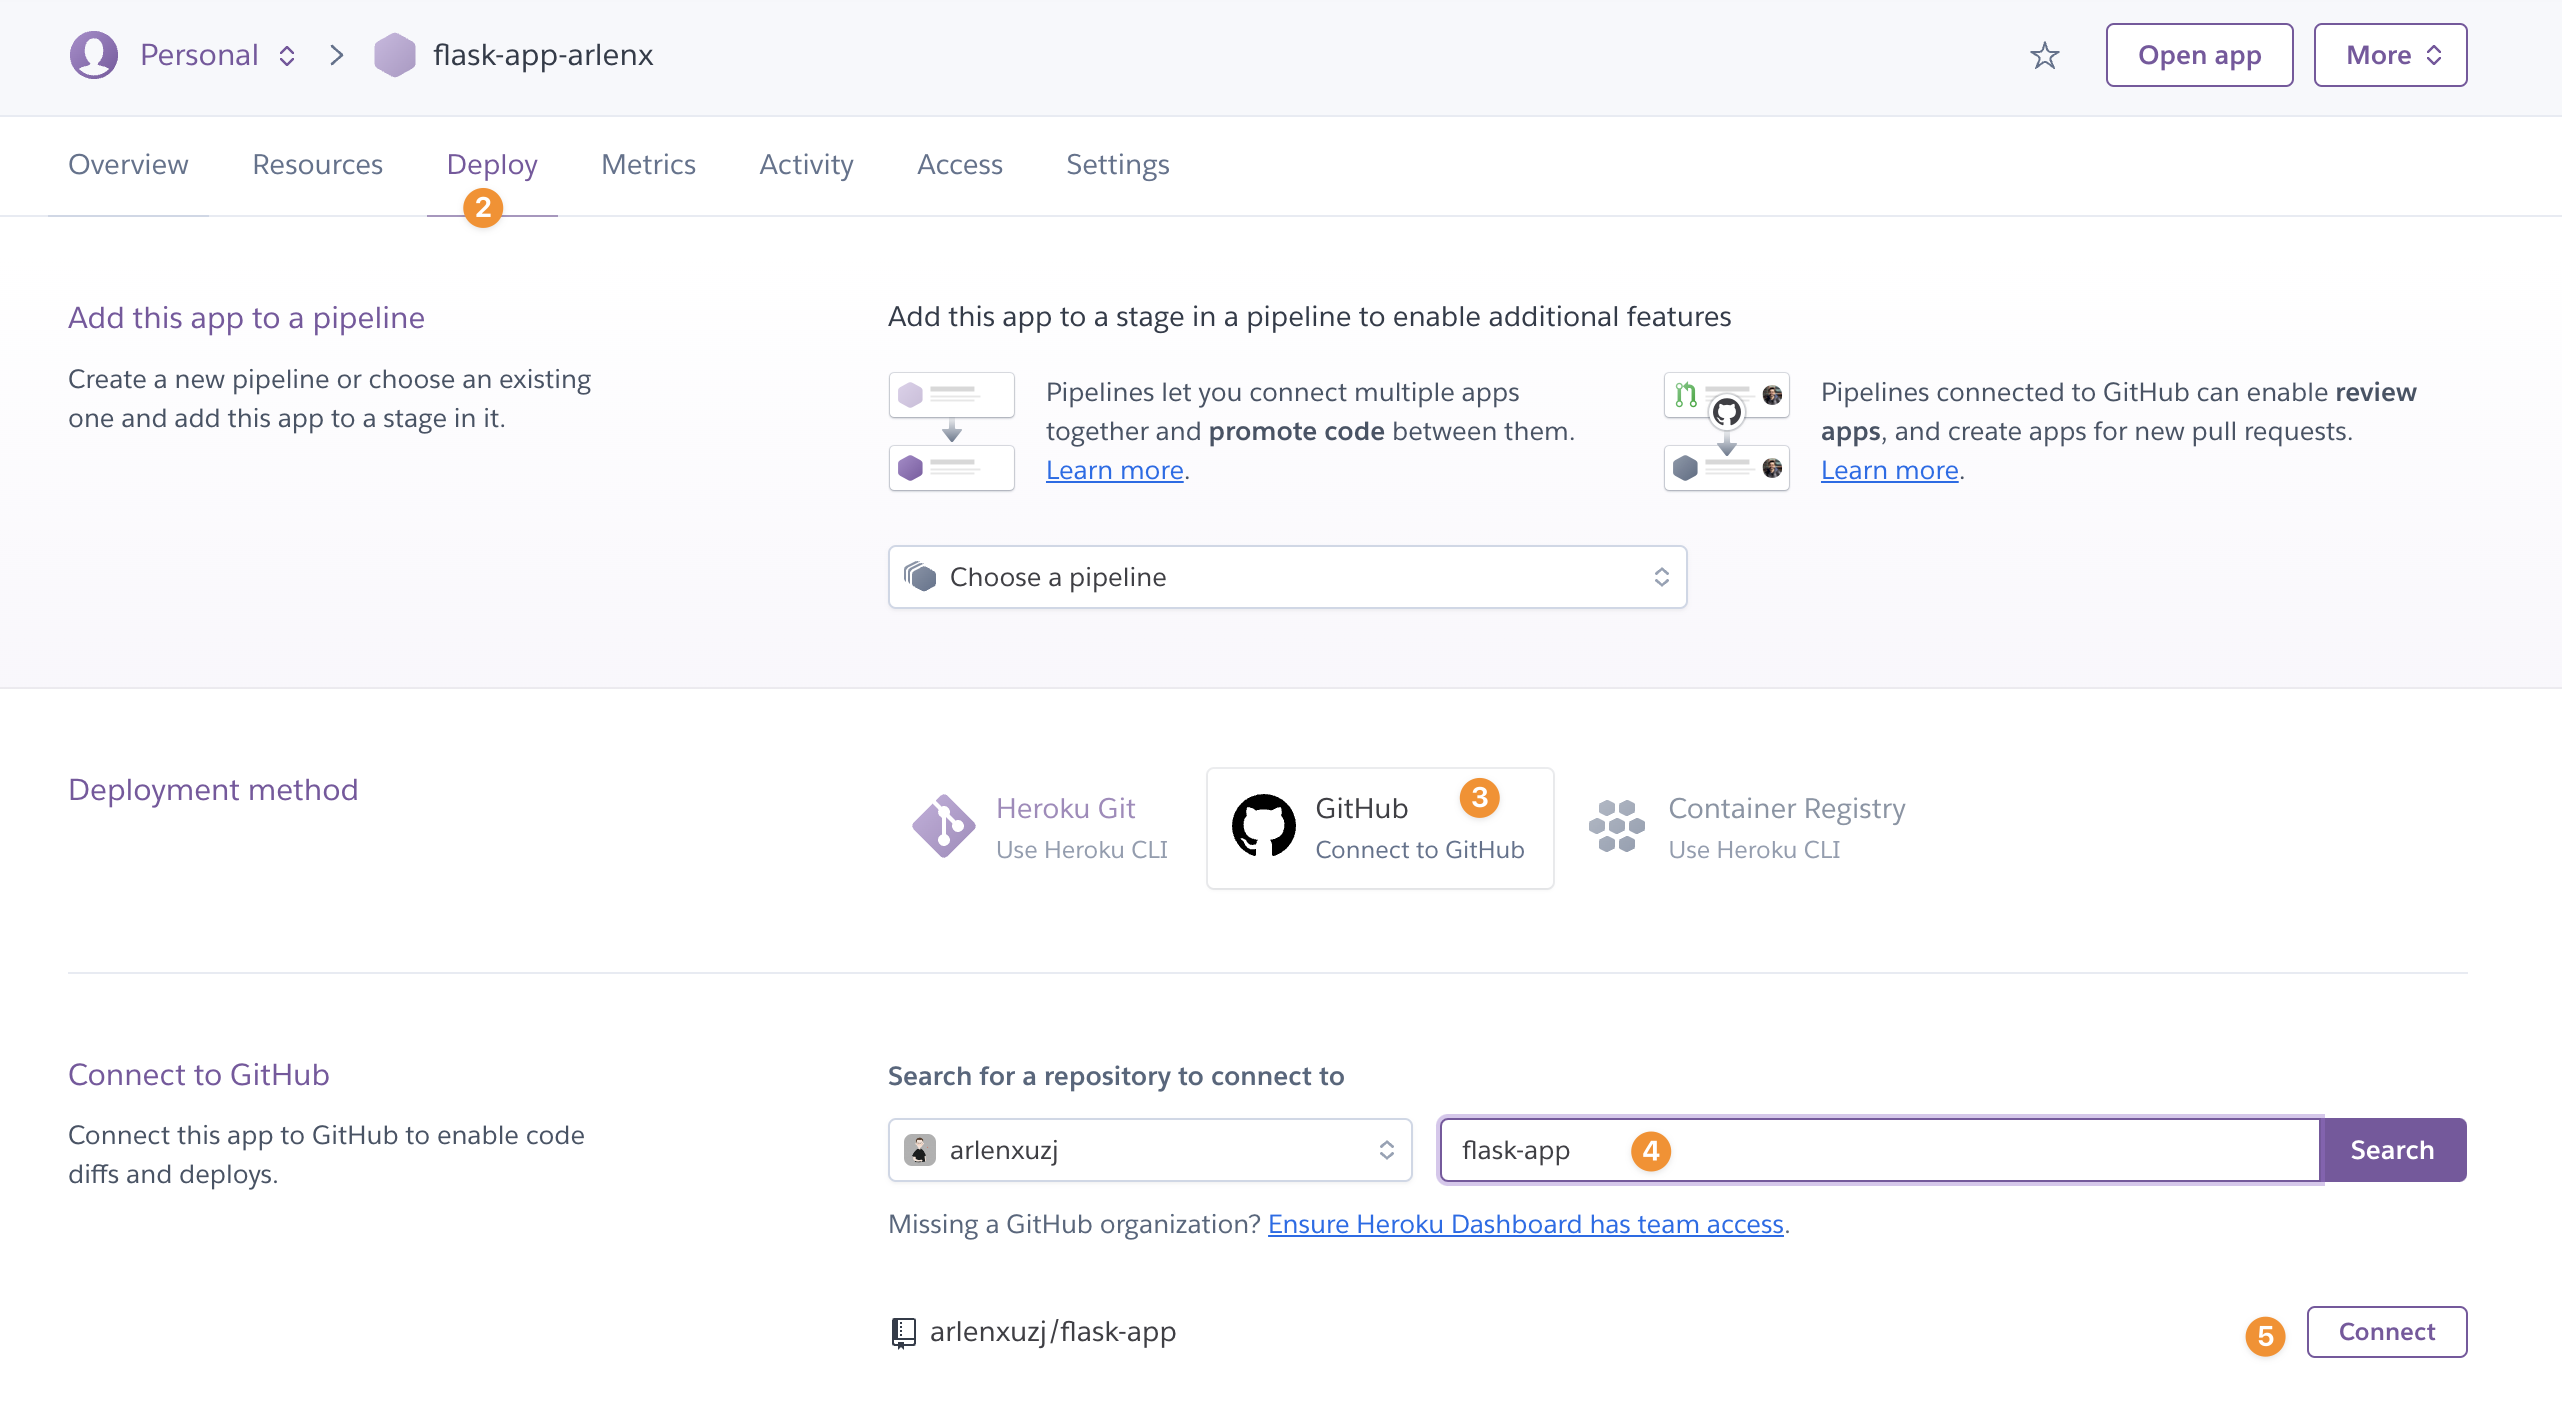 Personal
flask-app-arlenx
Open app
More
Overview
Resources
Deploy
Metrics
Activity
Access
Settings
2
Add this app to a pipeline
Create a new pipeline or choose an existing
one and add this app to a stage in it.
Add this app to a stage in a pipeline to enable additional features
Pipelines let you connect multiple apps
together and promote code between them.
Learn more.
Pipelines connected to GitHub can enable review
apps, and create apps for new pull requests.
Learn more.
Choose a pipeline
Deployment method
Heroku Git
Use Heroku CLI
GitHub
3
Connect to GitHub
Container Registry
Use Heroku CLI
Connect to GitHub
Connect this app to GitHub to enable code
diffs and deploys.
Search for a repository to connect to
arlenxuzj
flask-app
4
Search
Missing a GitHub organization? Ensure Heroku Dashboard has team access.
arlenxuzj/flask-app
5
Connect